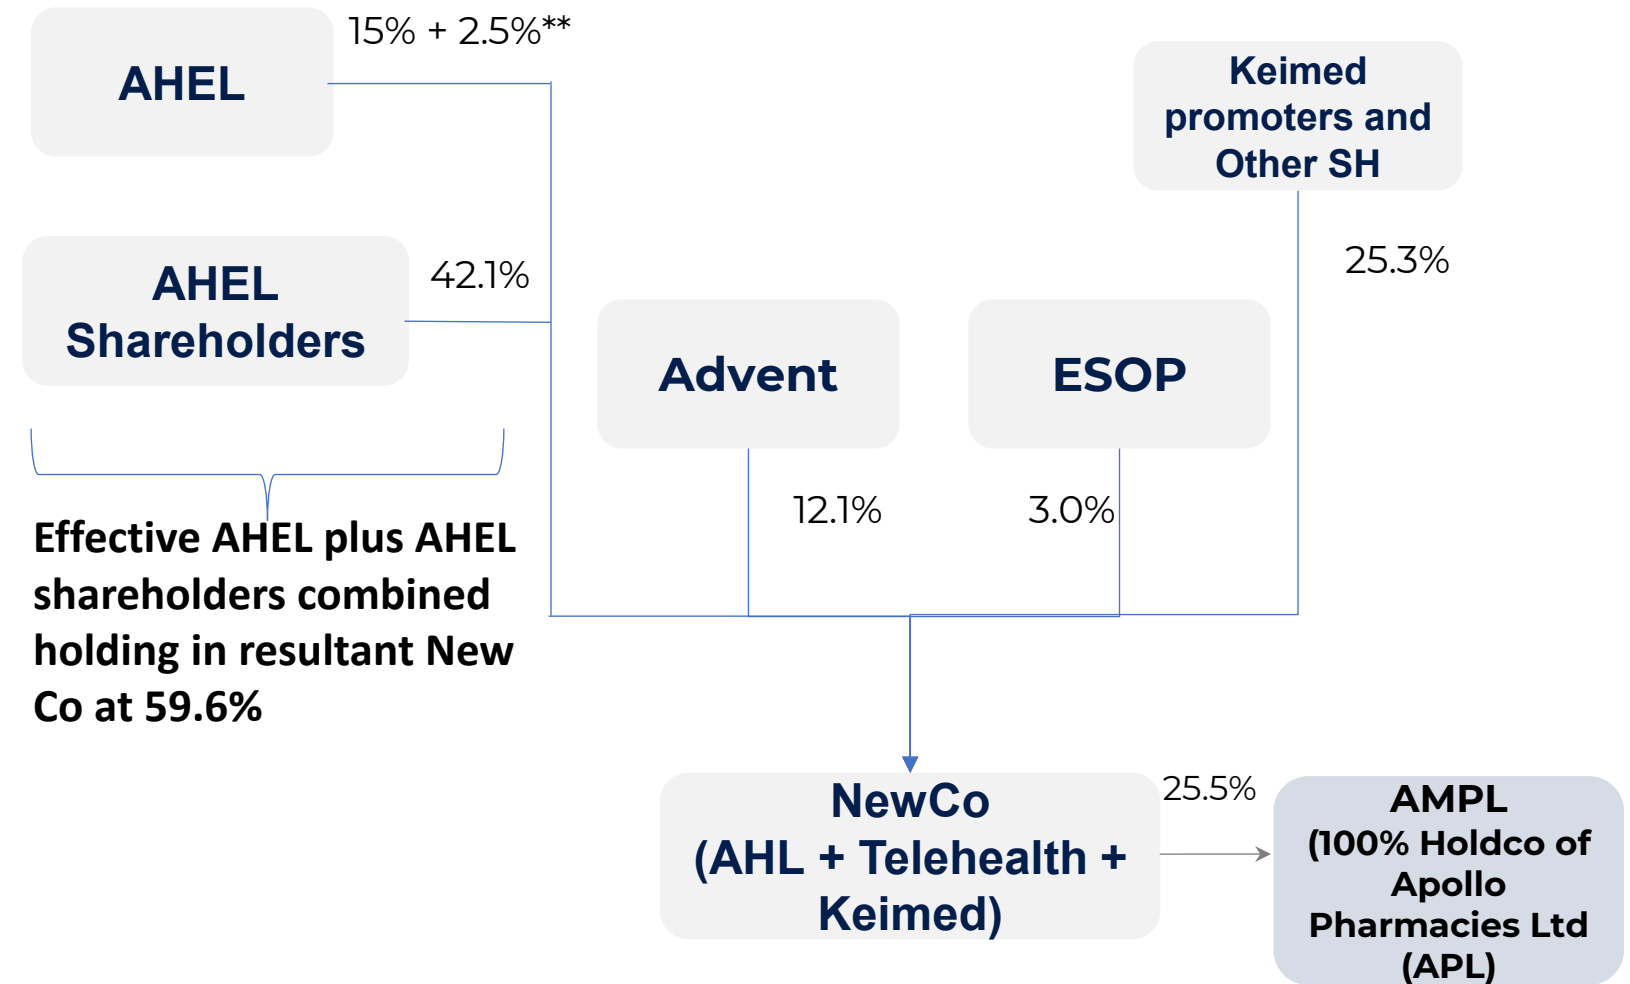 15% + 2.5%**
AHEL
Keimed
promoters and
Other SH
AHEL
Shareholders
42.1%
25.3%
Advent
ESOP
12.1%
3.0%
Effective AHEL plus AHEL
shareholders combined
holding in resultant New
Co at 59.6%
NewCo
(AHL + Telehealth +
Keimed)
25.5%
AMPL
(100% Holdco of
Apollo
Pharmacies Ltd
(APL)